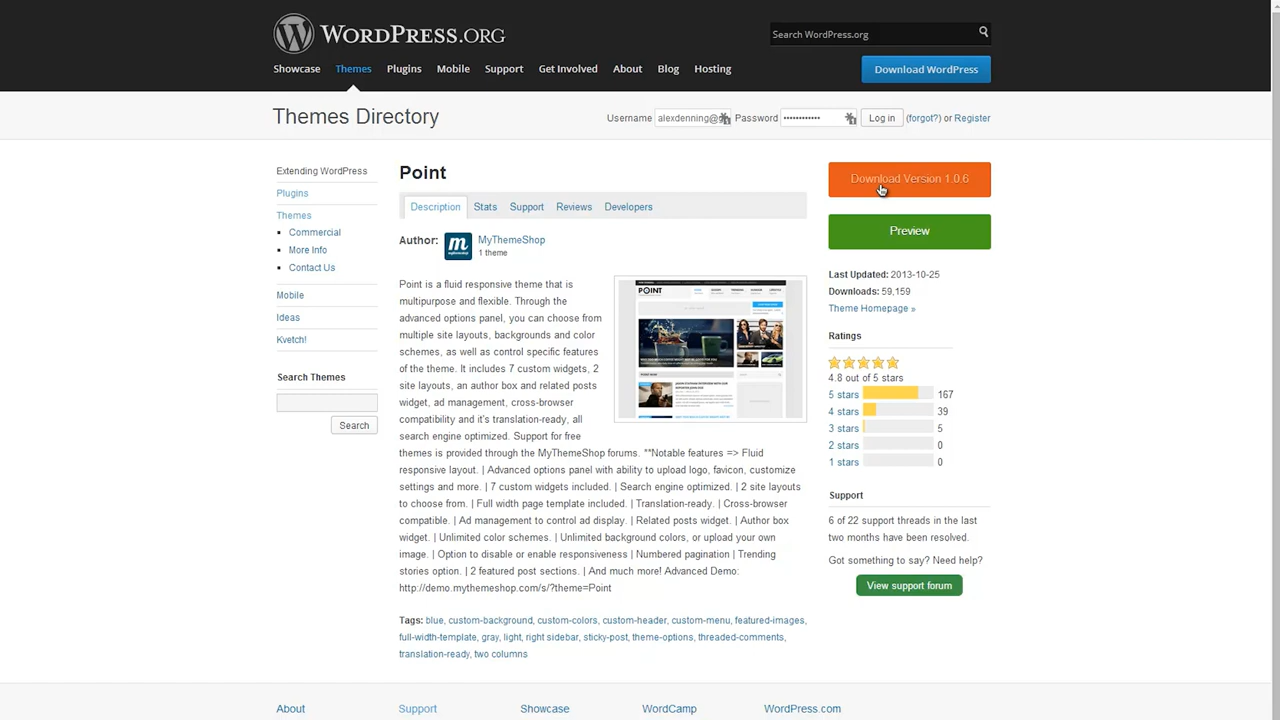 WORDPRESS.ORG
Search WordPress.org
Showcase Themes Plugins Mobile Support Get Involved About Blog Hosting
Download WordPress
Themes Directory
Username alexdenning@g Password •••••••••••• Log in (forgot?) or Register
Extending WordPress
Plugins
Themes
Commercial
More Info
Contact Us
Mobile
Ideas
Kvetch!
Search Themes
Search
Point
Description Stats Support Reviews Developers
Author: m MyThemeShop
1 theme
Point is a fluid responsive theme that is
multipurpose and flexible. Through the
advanced options panel, you can choose from
multiple site layouts, backgrounds and color
schemes, as well as control specific features
of the theme. It includes 7 custom widgets, 2
site layouts, an author box and related posts
widget, ad management, cross-browser
compatibility and it's translation-ready, all
search engine optimized. Support for free
themes is provided through the MyThemeShop forums. **Notable features => Fluid
responsive layout. | Advanced options panel with ability to upload logo, favicon, customize
settings and more. | 7 custom widgets included. | Search engine optimized. | 2 site layouts
to choose from. | Full width page template included. | Translation-ready. | Cross-browser
compatible. | Ad management to control ad display. | Related posts widget. | Author box
widget. | Unlimited color schemes. | Unlimited background colors, or upload your own
image. | Option to disable or enable responsiveness | Numbered pagination | Trending
stories option. | 2 featured post sections. | And much more! Advanced Demo:
http://demo.mythemeshop.com/s/?theme=Point
POINT
Tags: blue, custom-background, custom-colors, custom-header, custom-menu, featured-images,
full-width-template, gray, light, right sidebar, sticky-post, theme-options, threaded-comments,
translation-ready, two columns
Download Version 1.0.6
Preview
Last Updated: 2013-10-25
Downloads: 59,159
Theme Homepage »
Ratings
4.8 out of 5 stars
5 stars 167
4 stars 39
3 stars 5
2 stars 0
1 stars 0
Support
6 of 22 support threads in the last
two months have been resolved.
Got something to say? Need help?
View support forum
About Support Showcase WordCamp WordPress.com